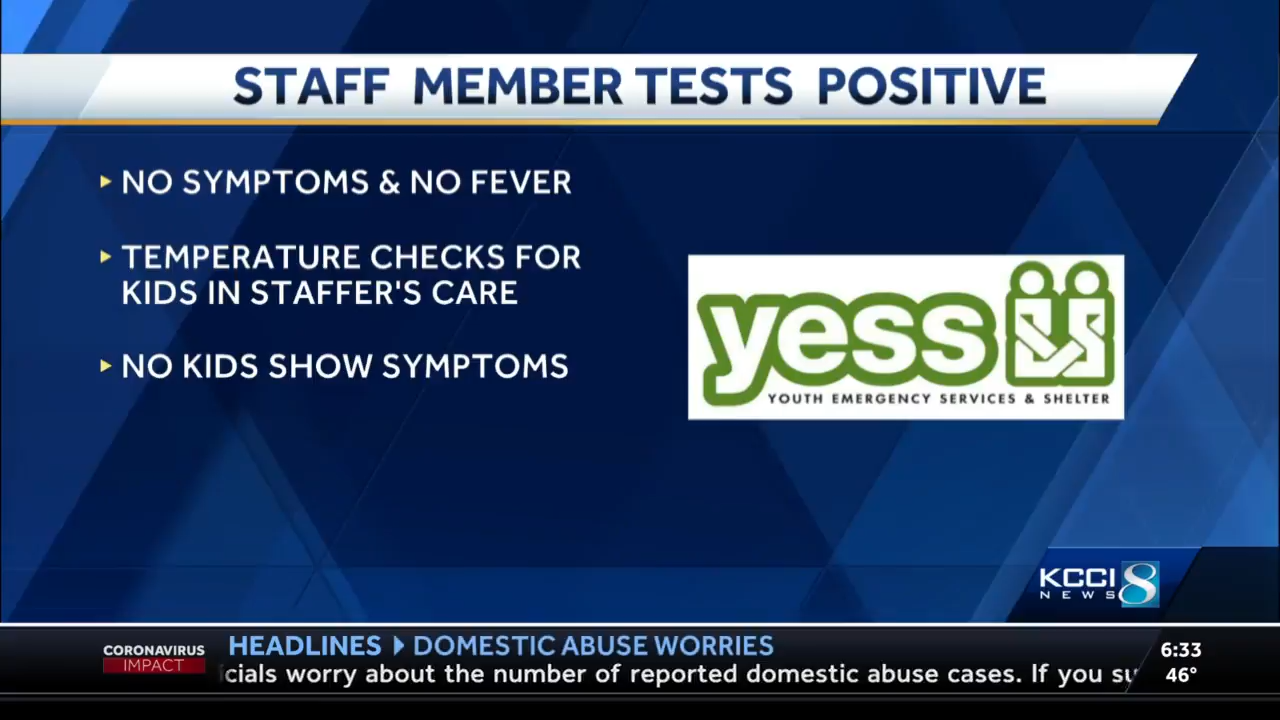 STAFF MEMBER TESTS POSITIVE
NO SYMPTOMS & NO FEVER
TEMPERATURE CHECKS FOR
KIDS IN STAFFER'S CARE
NO KIDS SHOW SYMPTOMS
yess
YOUTH EMERGENCY SERVICES & SHELTER
KCCI 8
NEWS
CORONAVIRUS
IMPACT
HEADLINES DOMESTIC ABUSE WORRIES
icials worry about the number of reported domestic abuse cases. If you su
6:33
46°